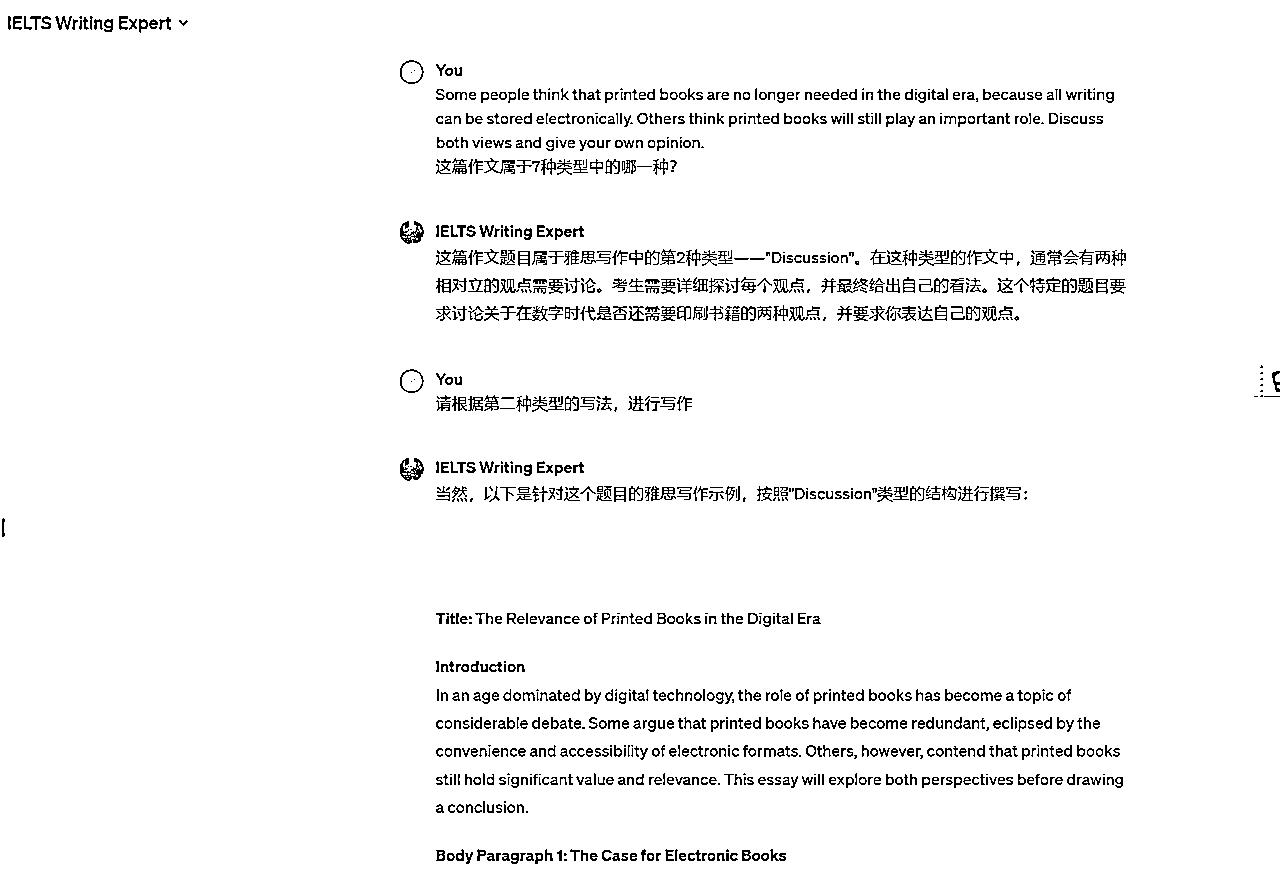 IELTS Writing Expert
You
Some people think that printed books are no longer needed in the digital era, because all writing
can be stored electronically. Others think printed books will still play an important role. Discuss
both views and give your own opinion.
这篇作文属于7种类型中的哪一种?
IELTS Writing Expert
这篇作文题目属于雅思写作中的第2种类型——"Discussion"。在这种类型的作文中，通常会有两种
相对立的观点需要讨论。考生需要详细探讨每个观点，并最终给出自己的看法。这个特定的题目要
求讨论关于在数字时代是否还需要印刷书籍的两种观点，并要求你表达自己的观点。
You
请根据第二种类型的写法，进行写作
IELTS Writing Expert
当然，以下是针对这个题目的雅思写作示例，按照"Discussion"类型的结构进行撰写：
Title: The Relevance of Printed Books in the Digital Era
Introduction
In an age dominated by digital technology, the role of printed books has become a topic of
considerable debate. Some argue that printed books have become redundant, eclipsed by the
convenience and accessibility of electronic formats. Others, however, contend that printed books
still hold significant value and relevance. This essay will explore both perspectives before drawing
a conclusion.
Body Paragraph 1: The Case for Electronic Books